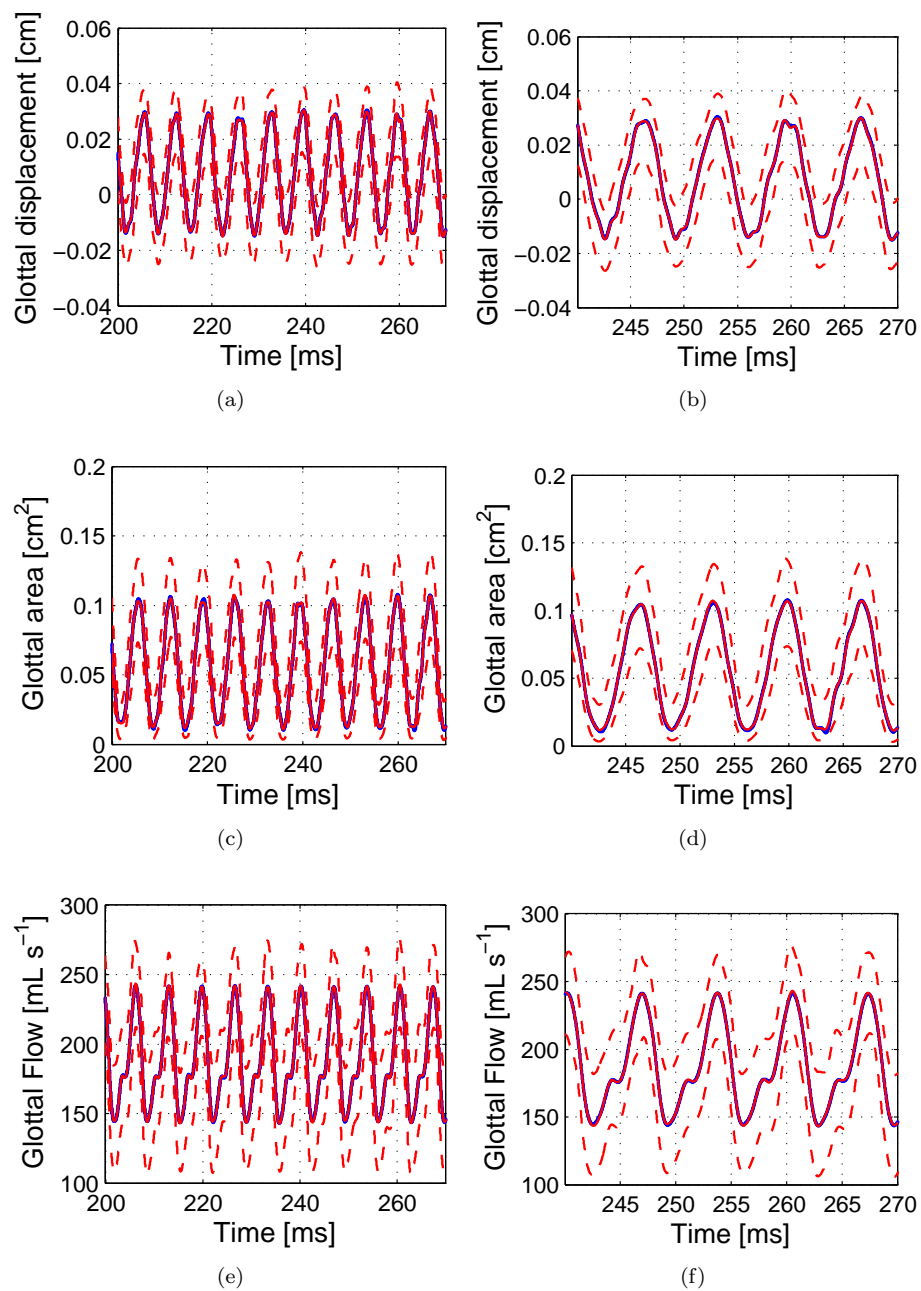 0.06
0.04
0.02
0
−0.02
−0.04
Glottal displacement [cm]
200 220 240 260
Time [ms]
(a)
0.06
0.04
0.02
0
−0.02
−0.04
Glottal displacement [cm]
245 250 255 260 265 270
Time [ms]
(b)
0.2
0.15
0.1
0.05
0
Glottal area [cm²]
200 220 240 260
Time [ms]
(c)
0.2
0.15
0.1
0.05
0
Glottal area [cm²]
245 250 255 260 265 270
Time [ms]
(d)
300
250
200
150
100
Glottal Flow [mL s⁻¹]
200 220 240 260
Time [ms]
(e)
300
250
200
150
100
Glottal Flow [mL s⁻¹]
245 250 255 260 265 270
Time [ms]
(f)